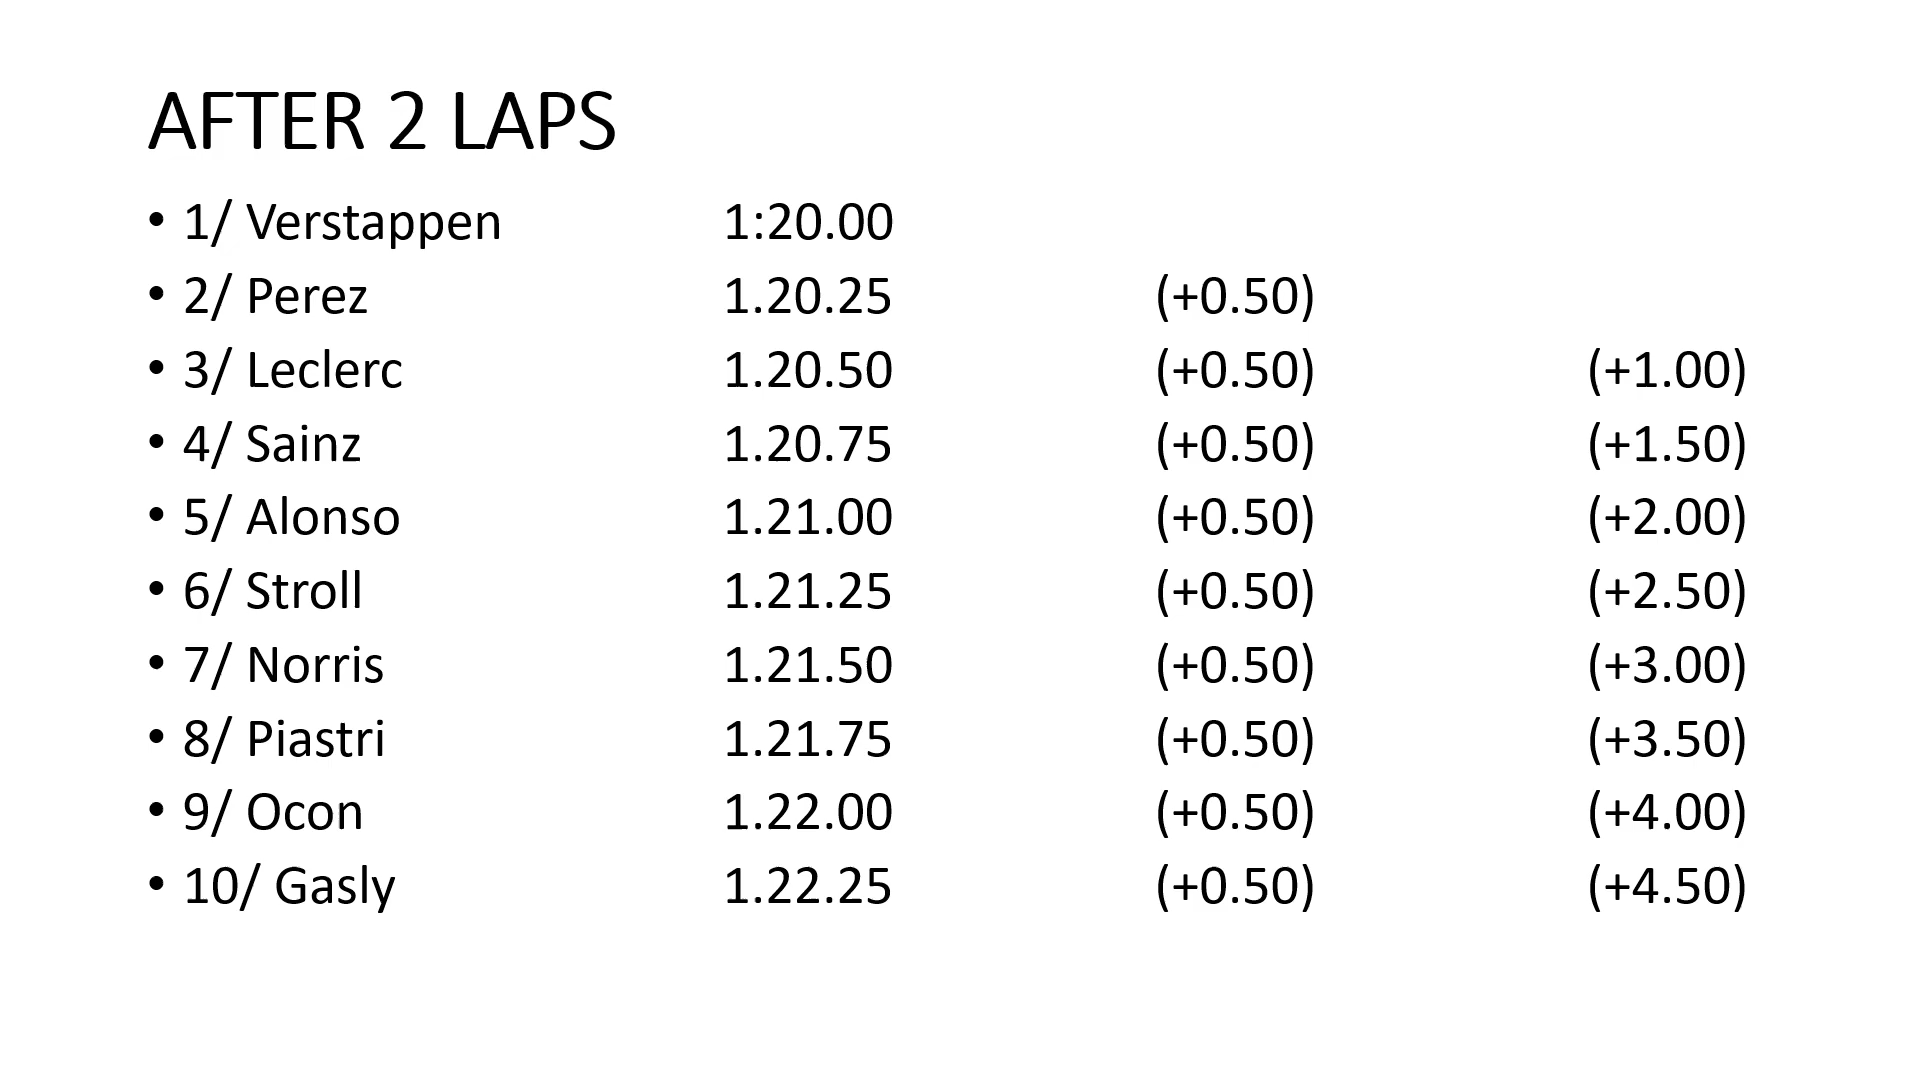 AFTER 2 LAPS
• 1/ Verstappen 1:20.00
• 2/ Perez 1.20.25 (+0.50)
• 3/ Leclerc 1.20.50 (+0.50) (+1.00)
• 4/ Sainz 1.20.75 (+0.50) (+1.50)
• 5/ Alonso 1.21.00 (+0.50) (+2.00)
• 6/ Stroll 1.21.25 (+0.50) (+2.50)
• 7/ Norris 1.21.50 (+0.50) (+3.00)
• 8/ Piastri 1.21.75 (+0.50) (+3.50)
• 9/ Ocon 1.22.00 (+0.50) (+4.00)
• 10/ Gasly 1.22.25 (+0.50) (+4.50)